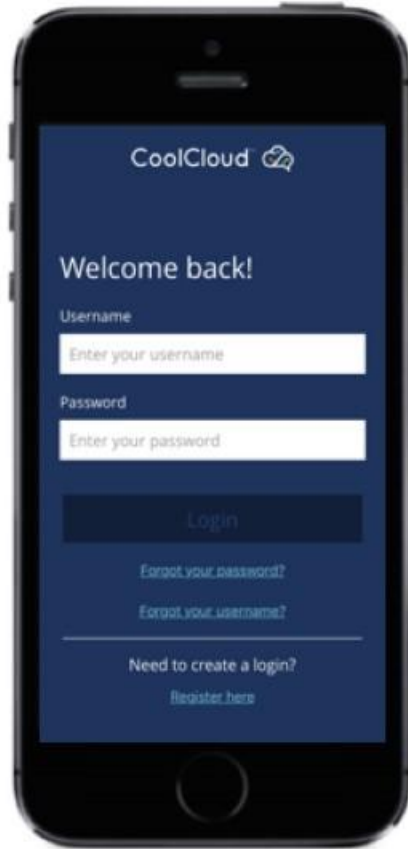 CoolCloud™
Welcome back!
Username
Enter your username
Password
Enter your password
Login
Forgot your password?
Forgot your username?
Need to create a login?
Register here